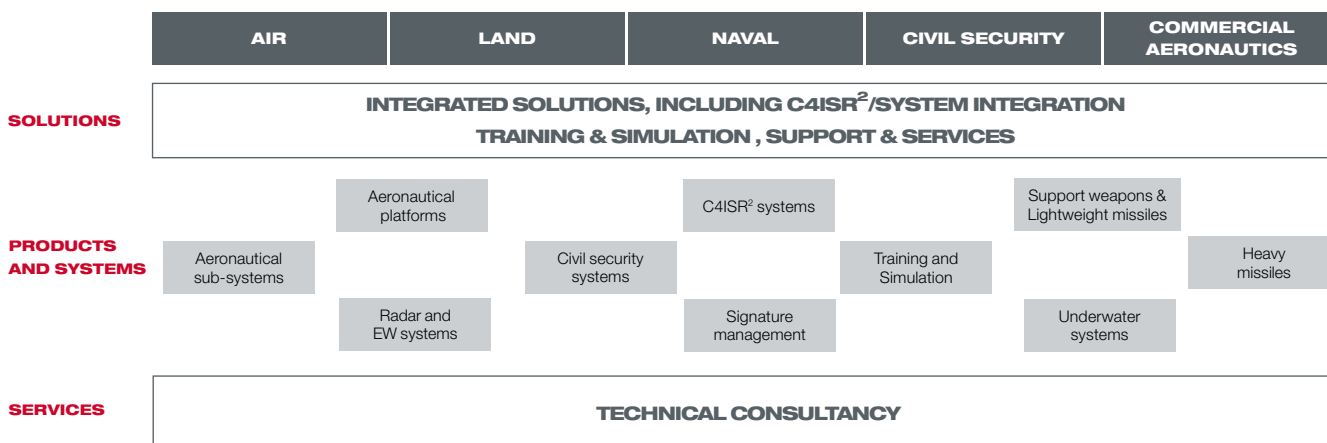 AIR
LAND
NAVAL
CIVIL SECURITY
COMMERCIAL
AERONAUTICS
SOLUTIONS
INTEGRATED SOLUTIONS, INCLUDING C4ISR²/SYSTEM INTEGRATION
TRAINING & SIMULATION , SUPPORT & SERVICES
PRODUCTS
AND SYSTEMS
Aeronautical
platforms
C4ISR² systems
Support weapons &
Lightweight missiles
Aeronautical
sub-systems
Civil security
systems
Training and
Simulation
Heavy
missiles
Radar and
EW systems
Signature
management
Underwater
systems
SERVICES
TECHNICAL CONSULTANCY